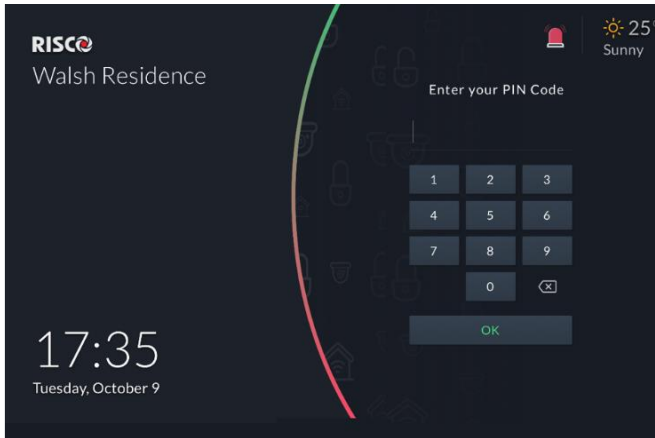 RISCO
Walsh Residence
25°
Sunny
Enter your PIN Code
1 2 3
4 5 6
7 8 9
0
OK
17:35
Tuesday, October 9